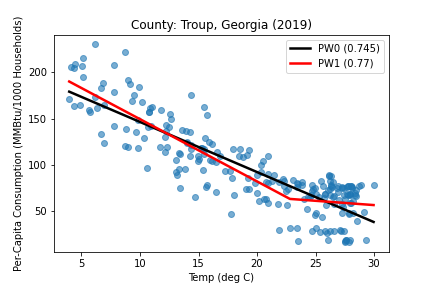 County: Troup, Georgia (2019)
PW0 (0.745)
PW1 (0.77)
Per-Capita Consumption (MMBtu/1000 Households)
200
150
100
50
5 10 15 20 25 30
Temp (deg C)